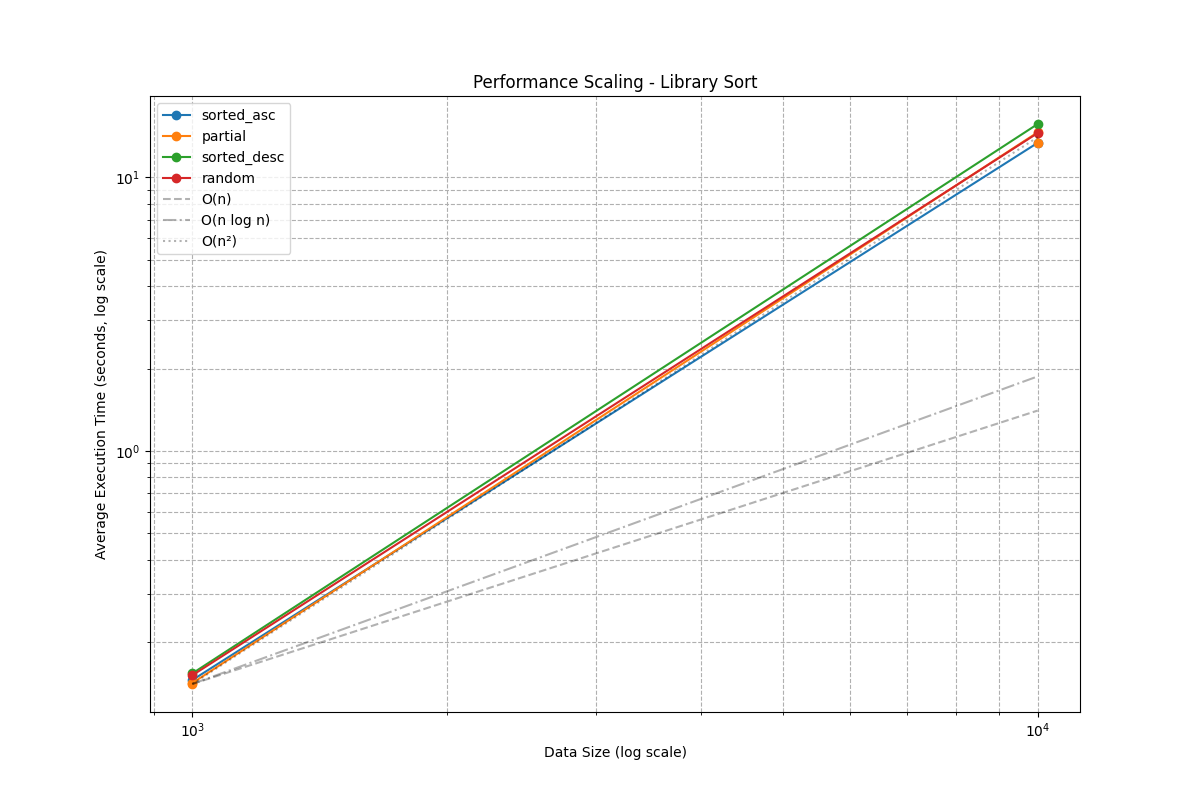 Performance Scaling - Library Sort
sorted_asc
partial
sorted_desc
random
O(n)
O(n log n)
O(n²)
Average Execution Time (seconds, log scale)
10¹
10⁰
10³
10⁴
Data Size (log scale)